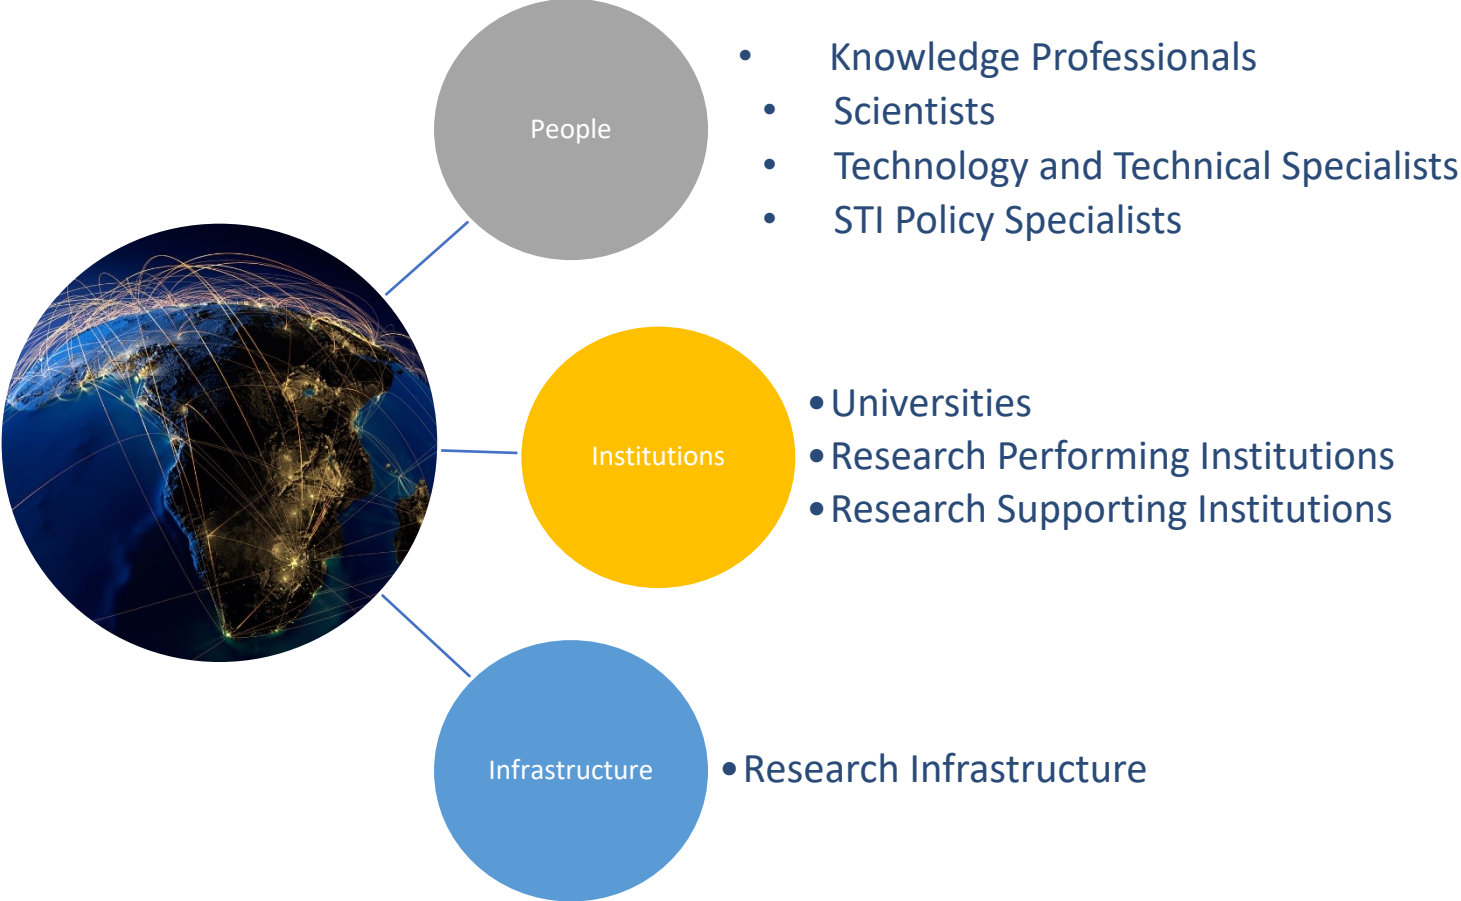 People
• Knowledge Professionals
• Scientists
• Technology and Technical Specialists
• STI Policy Specialists
Institutions
• Universities
• Research Performing Institutions
• Research Supporting Institutions
Infrastructure
• Research Infrastructure